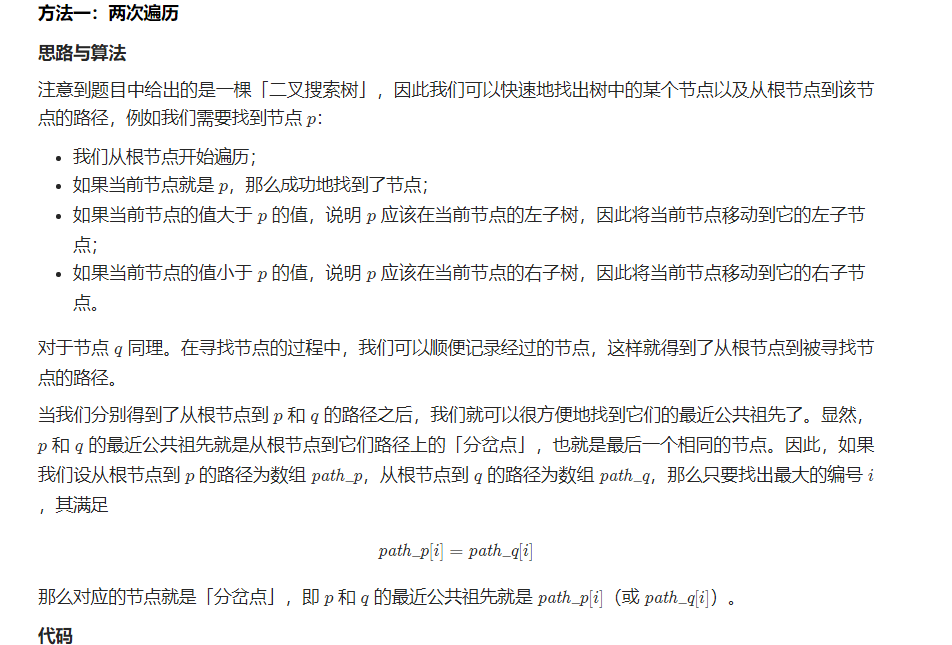 方法一：两次遍历
思路与算法
注意到题目中给出的是一棵「二叉搜索树」，因此我们可以快速地找出树中的某个节点以及从根节点到该节
点的路径，例如我们需要找到节点 p：
• 我们从根节点开始遍历；
• 如果当前节点就是 p，那么成功地找到了节点；
• 如果当前节点的值大于 p 的值，说明 p 应该在当前节点的左子树，因此将当前节点移动到它的左子节
点；
• 如果当前节点的值小于 p 的值，说明 p 应该在当前节点的右子树，因此将当前节点移动到它的右子节
点。
对于节点 q 同理。在寻找节点的过程中，我们可以顺便记录经过的节点，这样就得到了从根节点到被寻找节
点的路径。
当我们分别得到了从根节点到 p 和 q 的路径之后，我们就可以很方便地找到它们的最近公共祖先了。显然，
p 和 q 的最近公共祖先就是从根节点到它们路径上的「分岔点」，也就是最后一个相同的节点。因此，如果
我们设从根节点到 p 的路径为数组 path_p，从根节点到 q 的路径为数组 path_q，那么只要找出最大的编号 i
，其满足
path_p[i] = path_q[i]
那么对应的节点就是「分岔点」，即 p 和 q 的最近公共祖先就是 path_p[i]（或 path_q[i]）。
代码